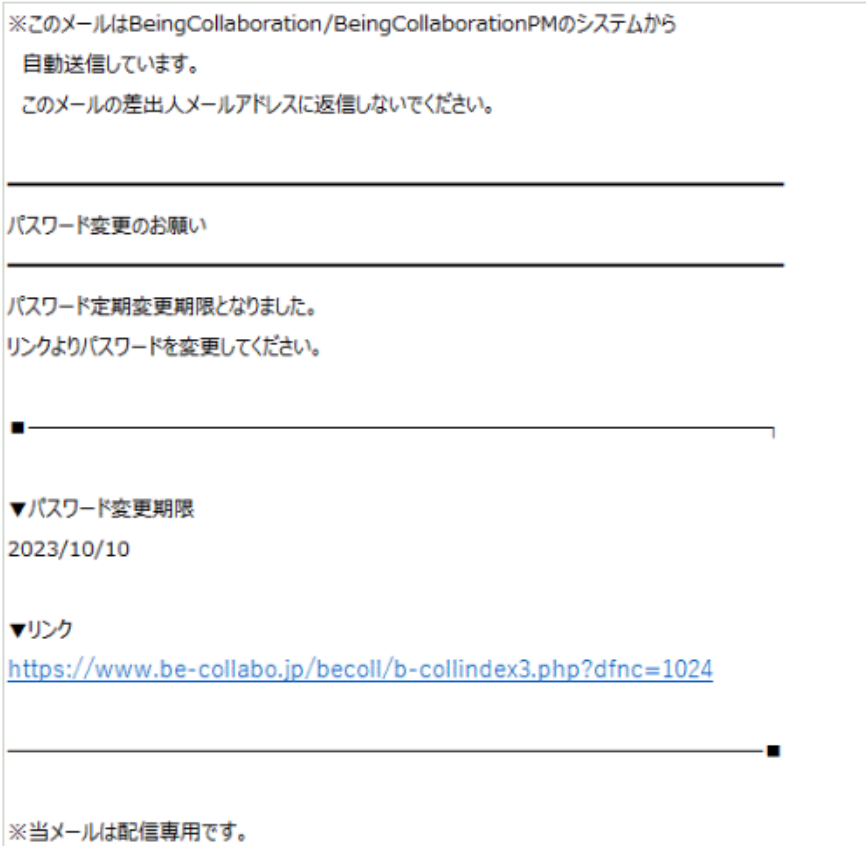 ※このメールはBeingCollaboration/BeingCollaborationPMのシステムから
自動送信しています。
このメールの差出人メールアドレスに返信しないでください。
パスワード変更のお願い
パスワード定期変更期限となりました。
リンクよりパスワードを変更してください。
▼パスワード変更期限
2023/10/10
▼リンク
https://www.be-collabo.jp/becoll/b-collindex3.php?dfnc=1024
※当メールは配信専用です。